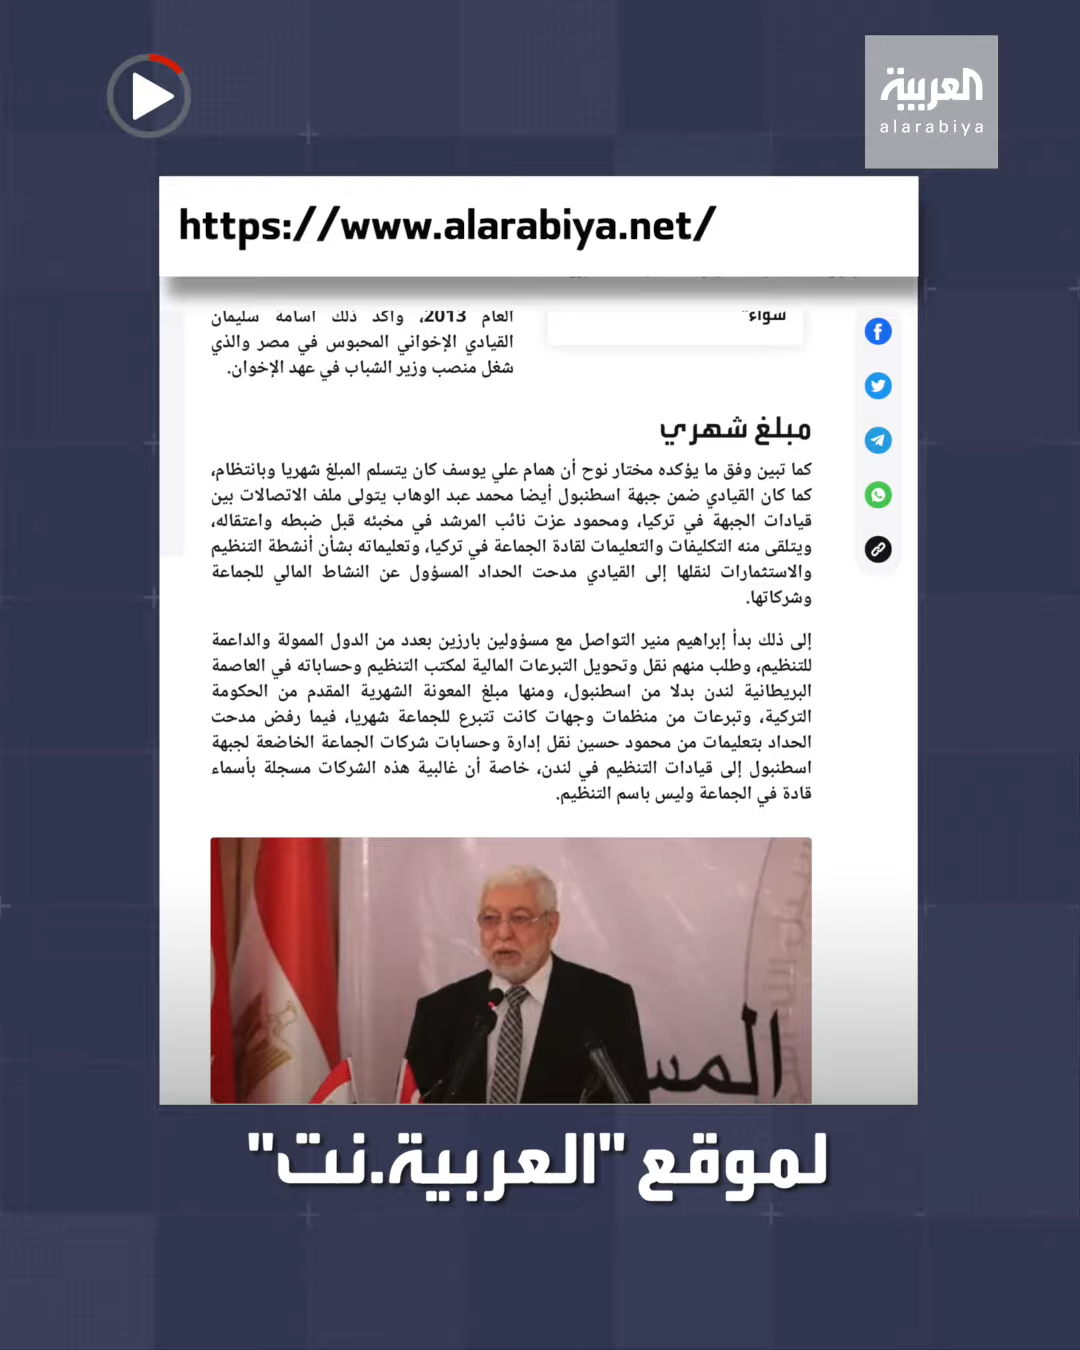 العربية
alarabiya
https://www.alarabiya.net/
سواء"
العام 2013، وأكد ذلك أسامة سليمان
القيادي الإخواني المحبوس في مصر والذي
شغل منصب وزير الشباب في عهد الإخوان.
مبلغ شهري
كما تبين وفق ما يؤكده مختار نوح أن همام علي يوسف كان يتسلم المبلغ شهريا وبانتظام،
كما كان القيادي ضمن جبهة اسطنبول أيضا محمد عبد الوهاب يتولى ملف الاتصالات بين
قيادات الجبهة في تركيا، ومحمود عزت نائب المرشد في مخبئه قبل ضبطه واعتقاله،
ويتلقى منه التكليفات والتعليمات لقادة الجماعة في تركيا، وتعليماته بشأن أنشطة التنظيم
والاستثمارات لنقلها إلى القيادي مدحت الحداد المسؤول عن النشاط المالي للجماعة
وشركاتها.
إلى ذلك بدأ إبراهيم منير التواصل مع مسؤولين بارزين بعدد من الدول الممولة والداعمة
للتنظيم، وطلب منهم نقل وتحويل التبرعات المالية لمكتب التنظيم وحساباته في العاصمة
البريطانية لندن بدلا من اسطنبول، ومنها مبلغ المعونة الشهرية المقدم من الحكومة
التركية، وتبرعات من منظمات وجهات كانت تتبرع للجماعة شهريا، فيما رفض مدحت
الحداد بتعليمات من محمود حسين نقل إدارة وحسابات شركات الجماعة الخاضعة لجبهة
اسطنبول إلى قيادات التنظيم في لندن، خاصة أن غالبية هذه الشركات مسجلة بأسماء
قادة في الجماعة وليس باسم التنظيم.
المس
لموقع "العربية.نت"